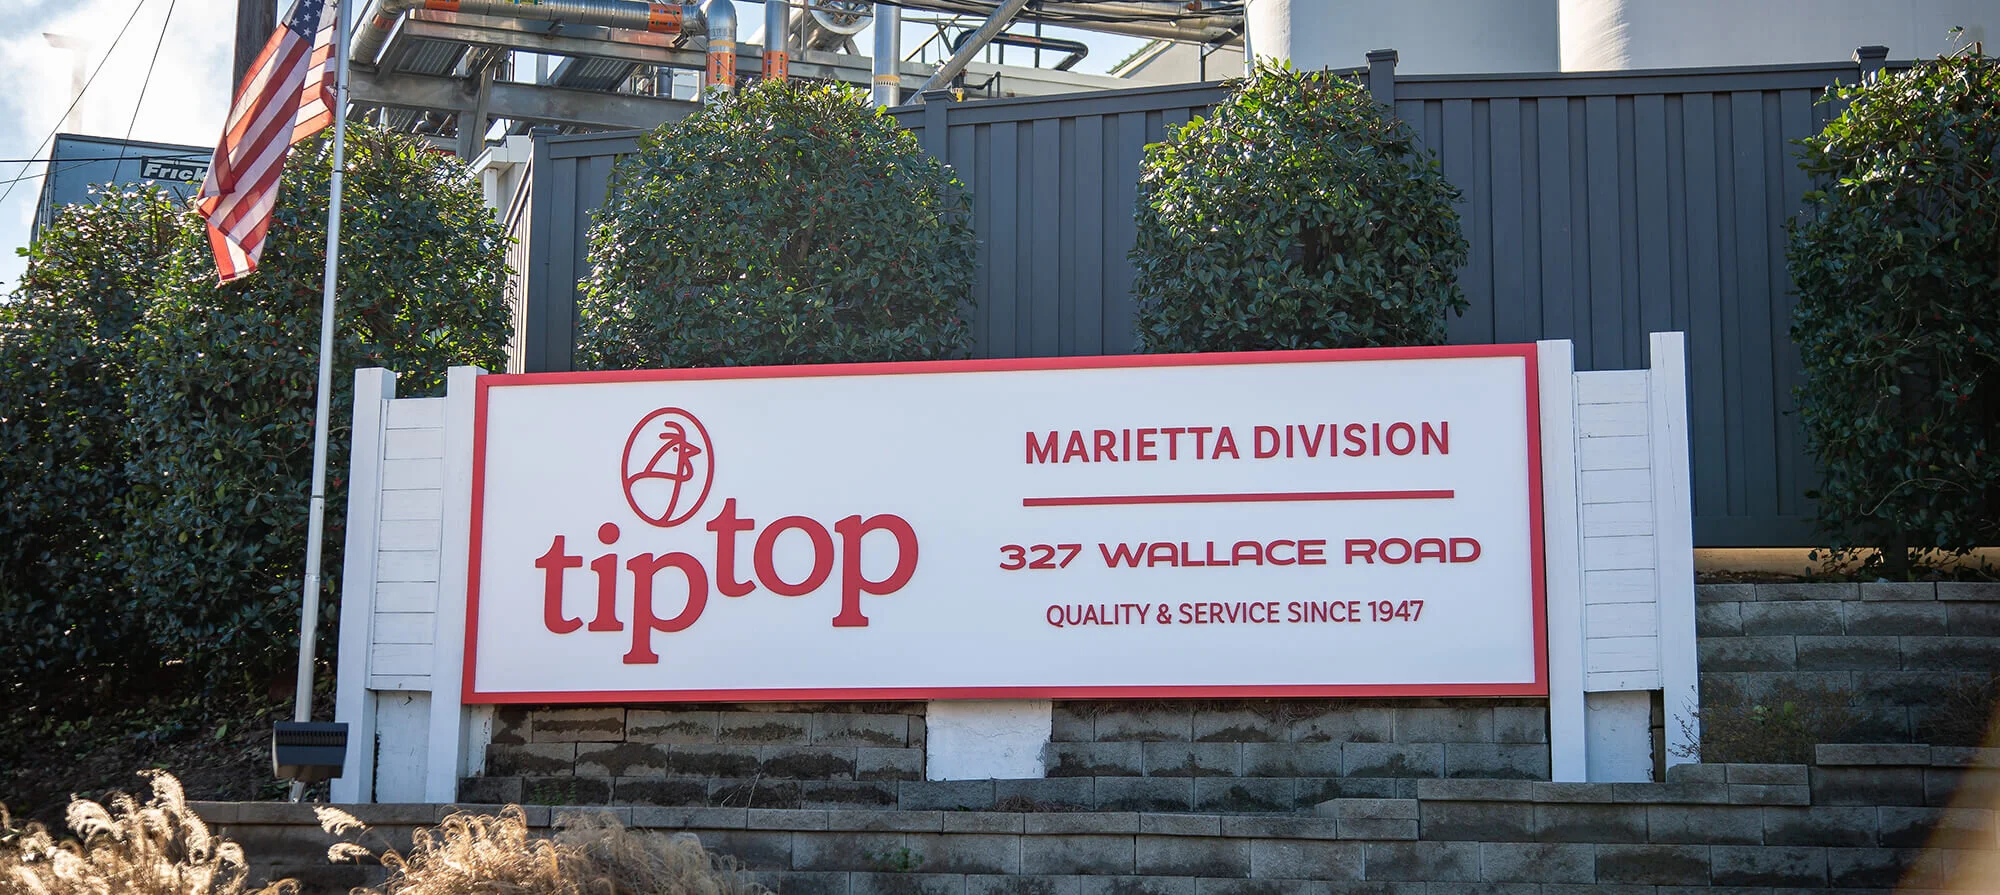 Frick
tiptop
MARIETTA DIVISION
327 WALLACE ROAD
QUALITY & SERVICE SINCE 1947